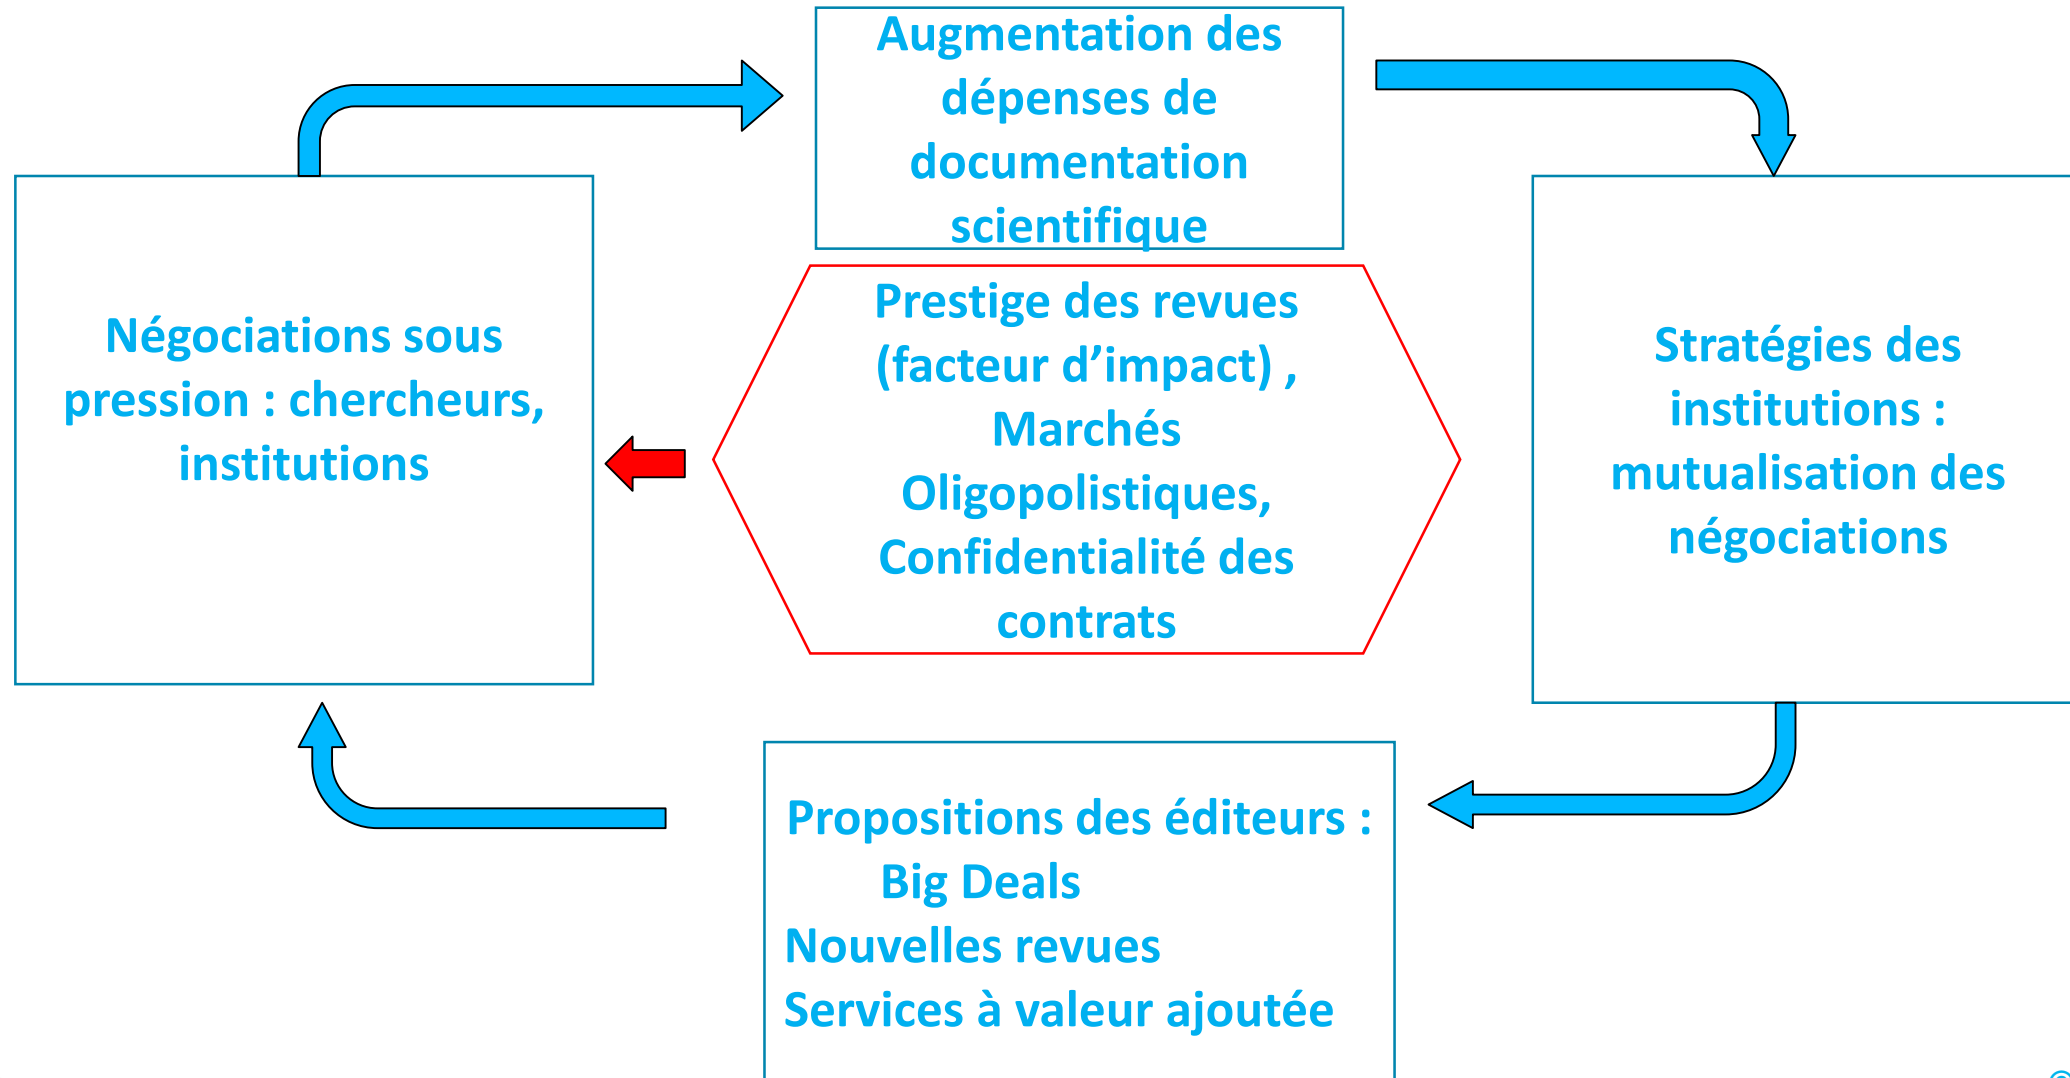 Augmentation des
dépenses de
documentation
scientifique
Négociations sous
pression : chercheurs,
institutions
Prestige des revues
(facteur d’impact) ,
Marchés
Oligopolistiques,
Confidentialité des
contrats
Stratégies des
institutions :
mutualisation des
négociations
Propositions des éditeurs :
Big Deals
Nouvelles revues
Services à valeur ajoutée